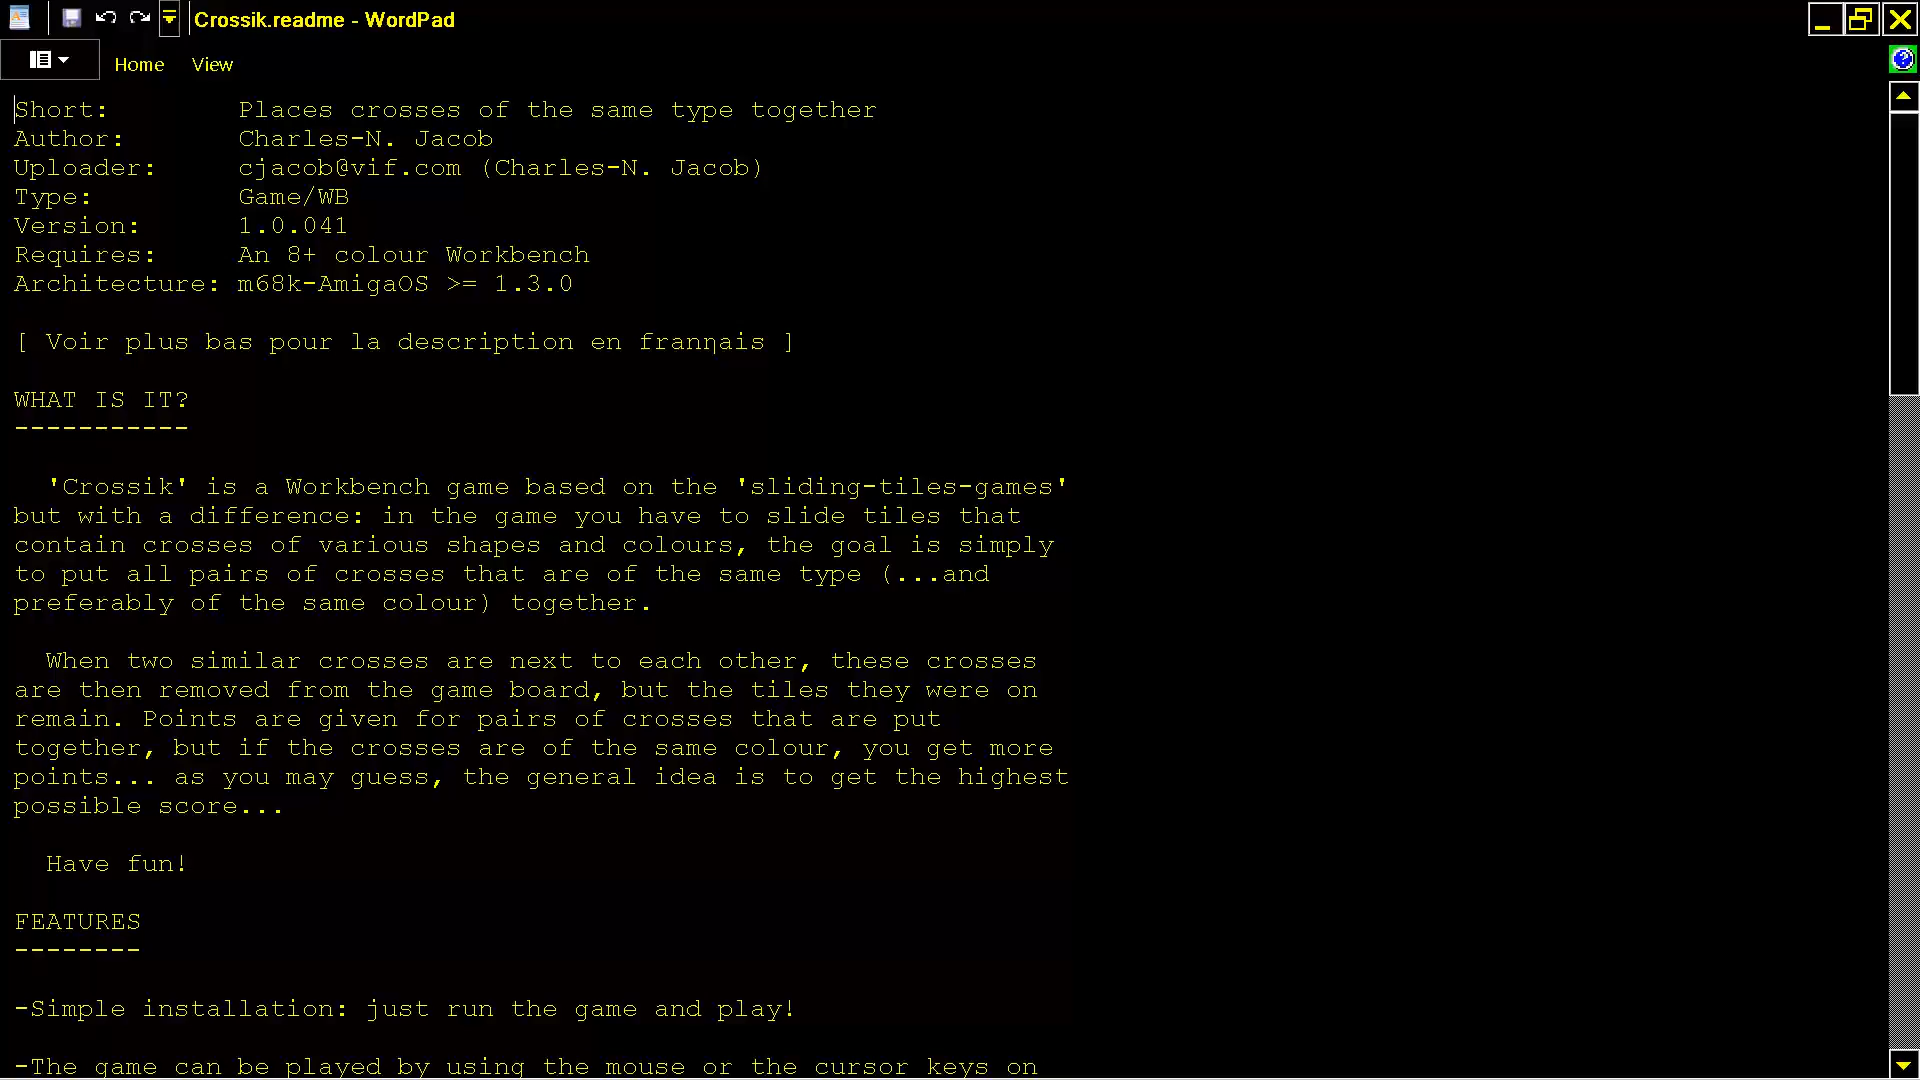 Crossik.readme - WordPad
Home View
Short: Places crosses of the same type together
Author: Charles-N. Jacob
Uploader: cjacob@vif.com (Charles-N. Jacob)
Type: Game/WB
Version: 1.0.041
Requires: An 8+ colour Workbench
Architecture: m68k-AmigaOS >= 1.3.0
[ Voir plus bas pour la description en franηais ]
WHAT IS IT?
-----------
'Crossik' is a Workbench game based on the 'sliding-tiles-games'
but with a difference: in the game you have to slide tiles that
contain crosses of various shapes and colours, the goal is simply
to put all pairs of crosses that are of the same type (...and
preferably of the same colour) together.
When two similar crosses are next to each other, these crosses
are then removed from the game board, but the tiles they were on
remain. Points are given for pairs of crosses that are put
together, but if the crosses are of the same colour, you get more
points... as you may guess, the general idea is to get the highest
possible score...
Have fun!
FEATURES
--------
-Simple installation: just run the game and play!
-The game can be played by using the mouse or the cursor keys on